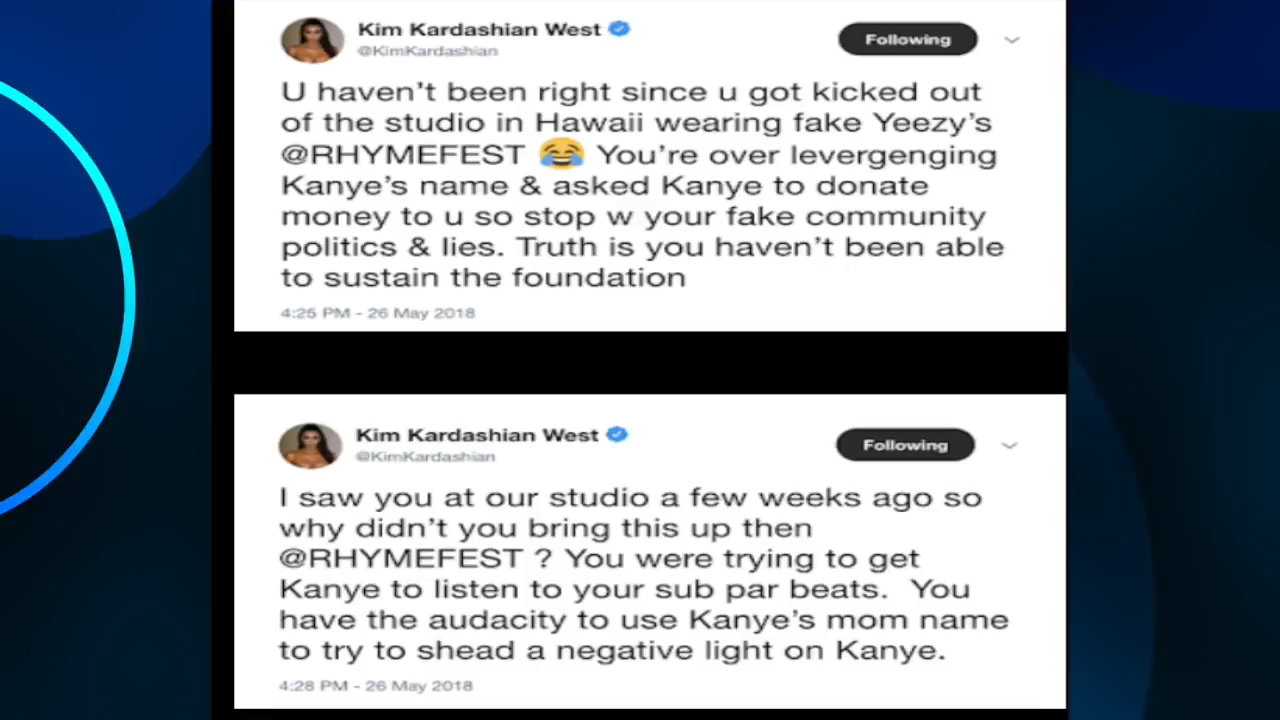 Kim Kardashian West
@KimKardashian
Following
U haven't been right since u got kicked out
of the studio in Hawaii wearing fake Yeezy's
@RHYMEFEST 😂 You're over levergenging
Kanye's name & asked Kanye to donate
money to u so stop w your fake community
politics & lies. Truth is you haven't been able
to sustain the foundation
4:25 PM - 26 May 2018
Kim Kardashian West
@KimKardashian
Following
I saw you at our studio a few weeks ago so
why didn't you bring this up then
@RHYMEFEST ? You were trying to get
Kanye to listen to your sub par beats.  You
have the audacity to use Kanye's mom name
to try to shead a negative light on Kanye.
4:28 PM - 26 May 2018